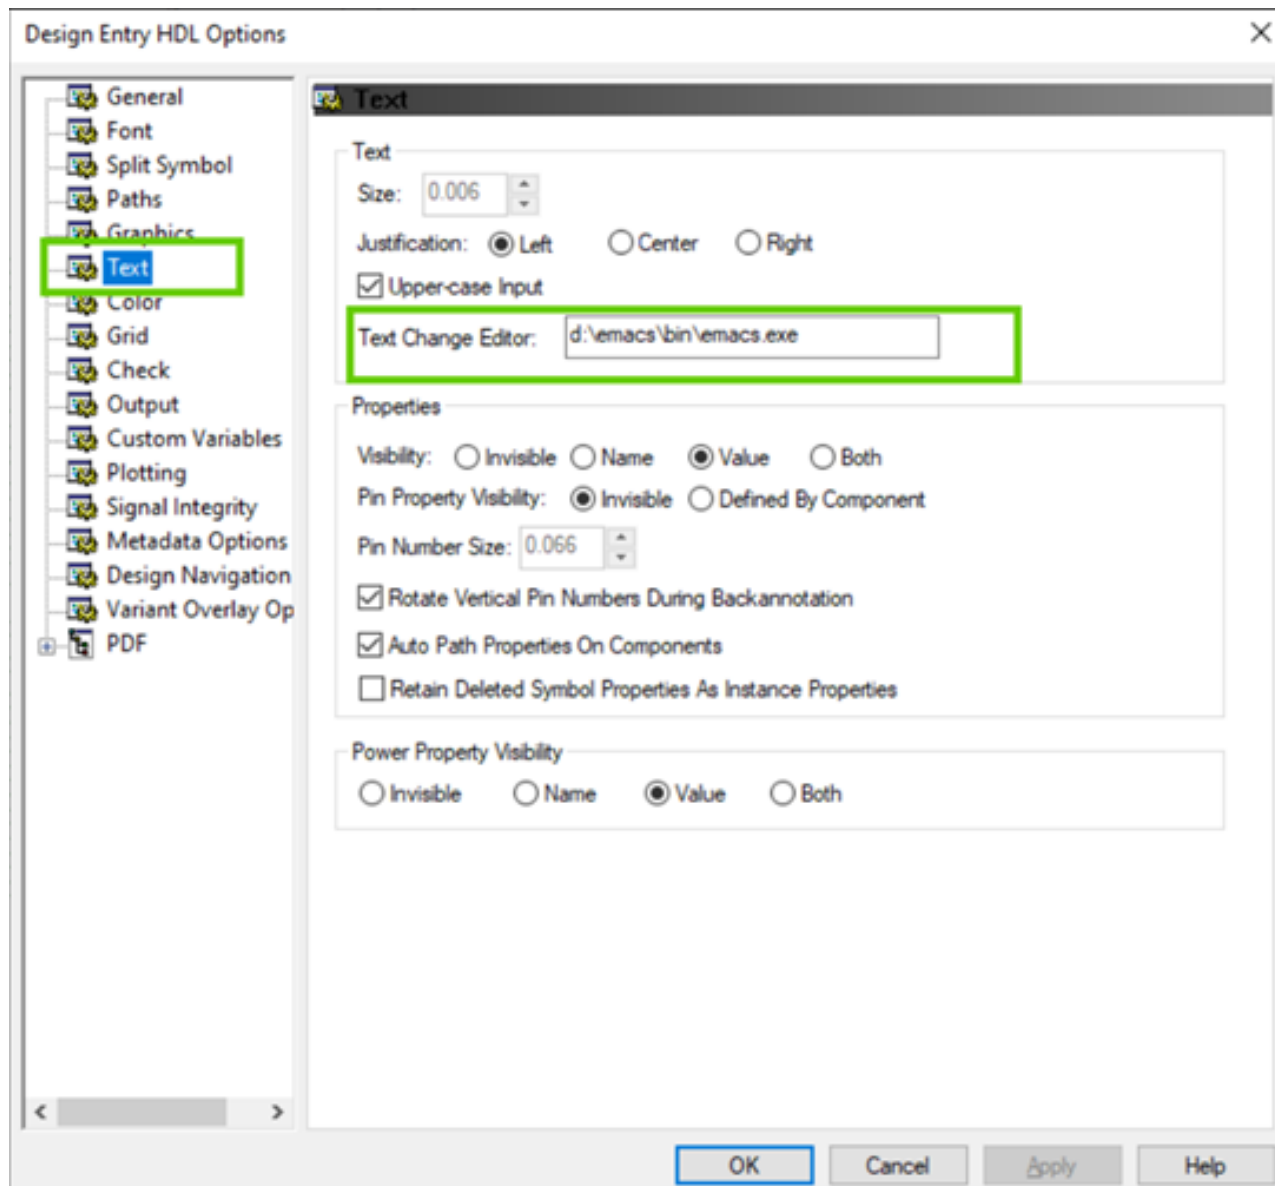 Design Entry HDL Options
General
Font
Split Symbol
Paths
Graphics
Text
Color
Grid
Check
Output
Custom Variables
Plotting
Signal Integrity
Metadata Options
Design Navigation
Variant Overlay Op
PDF
Text
Text
Size: 0.006
Justification: Left Center Right
Upper-case Input
Text Change Editor: d:\emacs\bin\emacs.exe
Properties
Visibility: Invisible Name Value Both
Pin Property Visibility: Invisible Defined By Component
Pin Number Size: 0.066
Rotate Vertical Pin Numbers During Backannotation
Auto Path Properties On Components
Retain Deleted Symbol Properties As Instance Properties
Power Property Visibility
Invisible Name Value Both
OK Cancel Apply Help